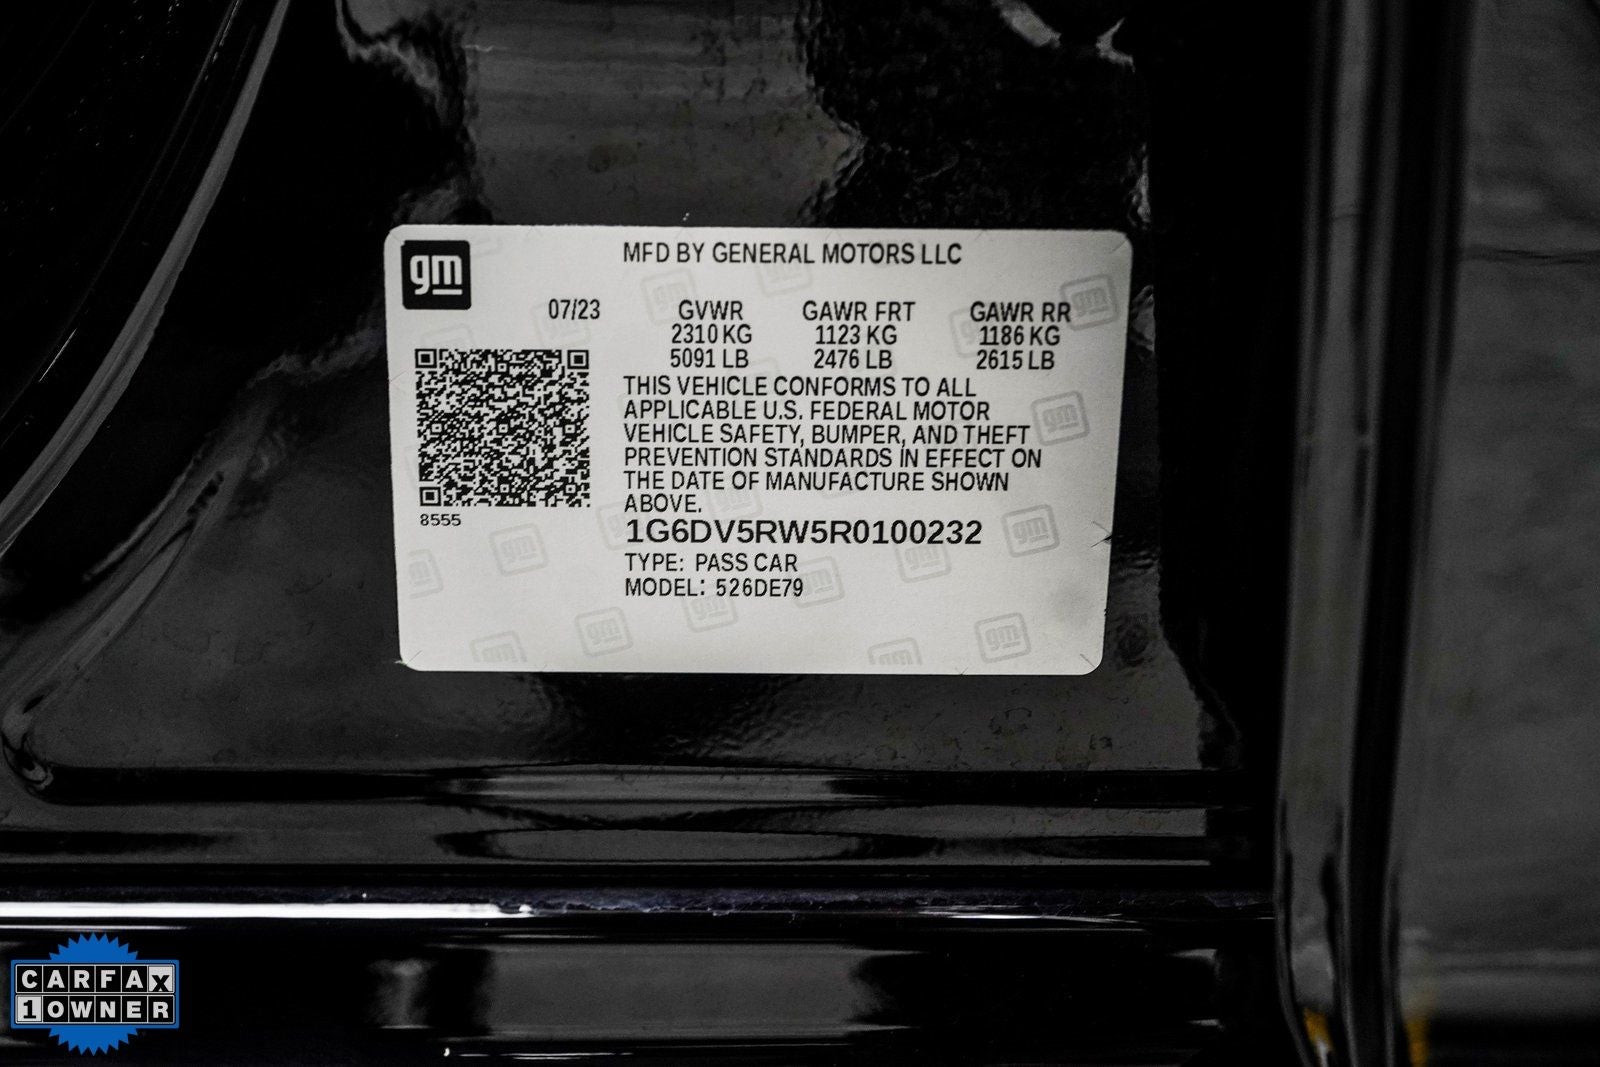 gm
MFD BY GENERAL MOTORS LLC
07/23 GVWR GAWR FRT GAWR RR
2310 KG 1123 KG 1186 KG
5091 LB 2476 LB 2615 LB
THIS VEHICLE CONFORMS TO ALL
APPLICABLE U.S. FEDERAL MOTOR
VEHICLE SAFETY, BUMPER, AND THEFT
PREVENTION STANDARDS IN EFFECT ON
THE DATE OF MANUFACTURE SHOWN
ABOVE.
8555
1G6DV5RW5R0100232
TYPE: PASS CAR
MODEL: 526DE79
CARFAX
1 OWNER